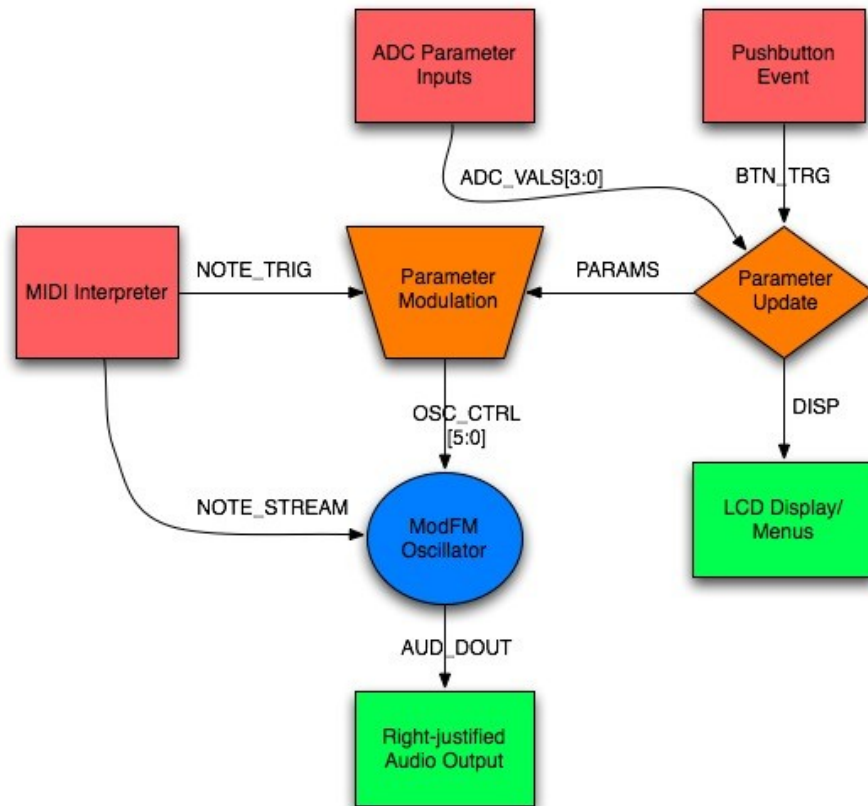 ADC Parameter
Inputs
Pushbutton
Event
ADC_VALS[3:0]
BTN_TRG
MIDI Interpreter
NOTE_TRIG
Parameter
Modulation
PARAMS
Parameter
Update
OSC_CTRL
[5:0]
DISP
NOTE_STREAM
ModFM
Oscillator
LCD Display/
Menus
AUD_DOUT
Right-justified
Audio Output